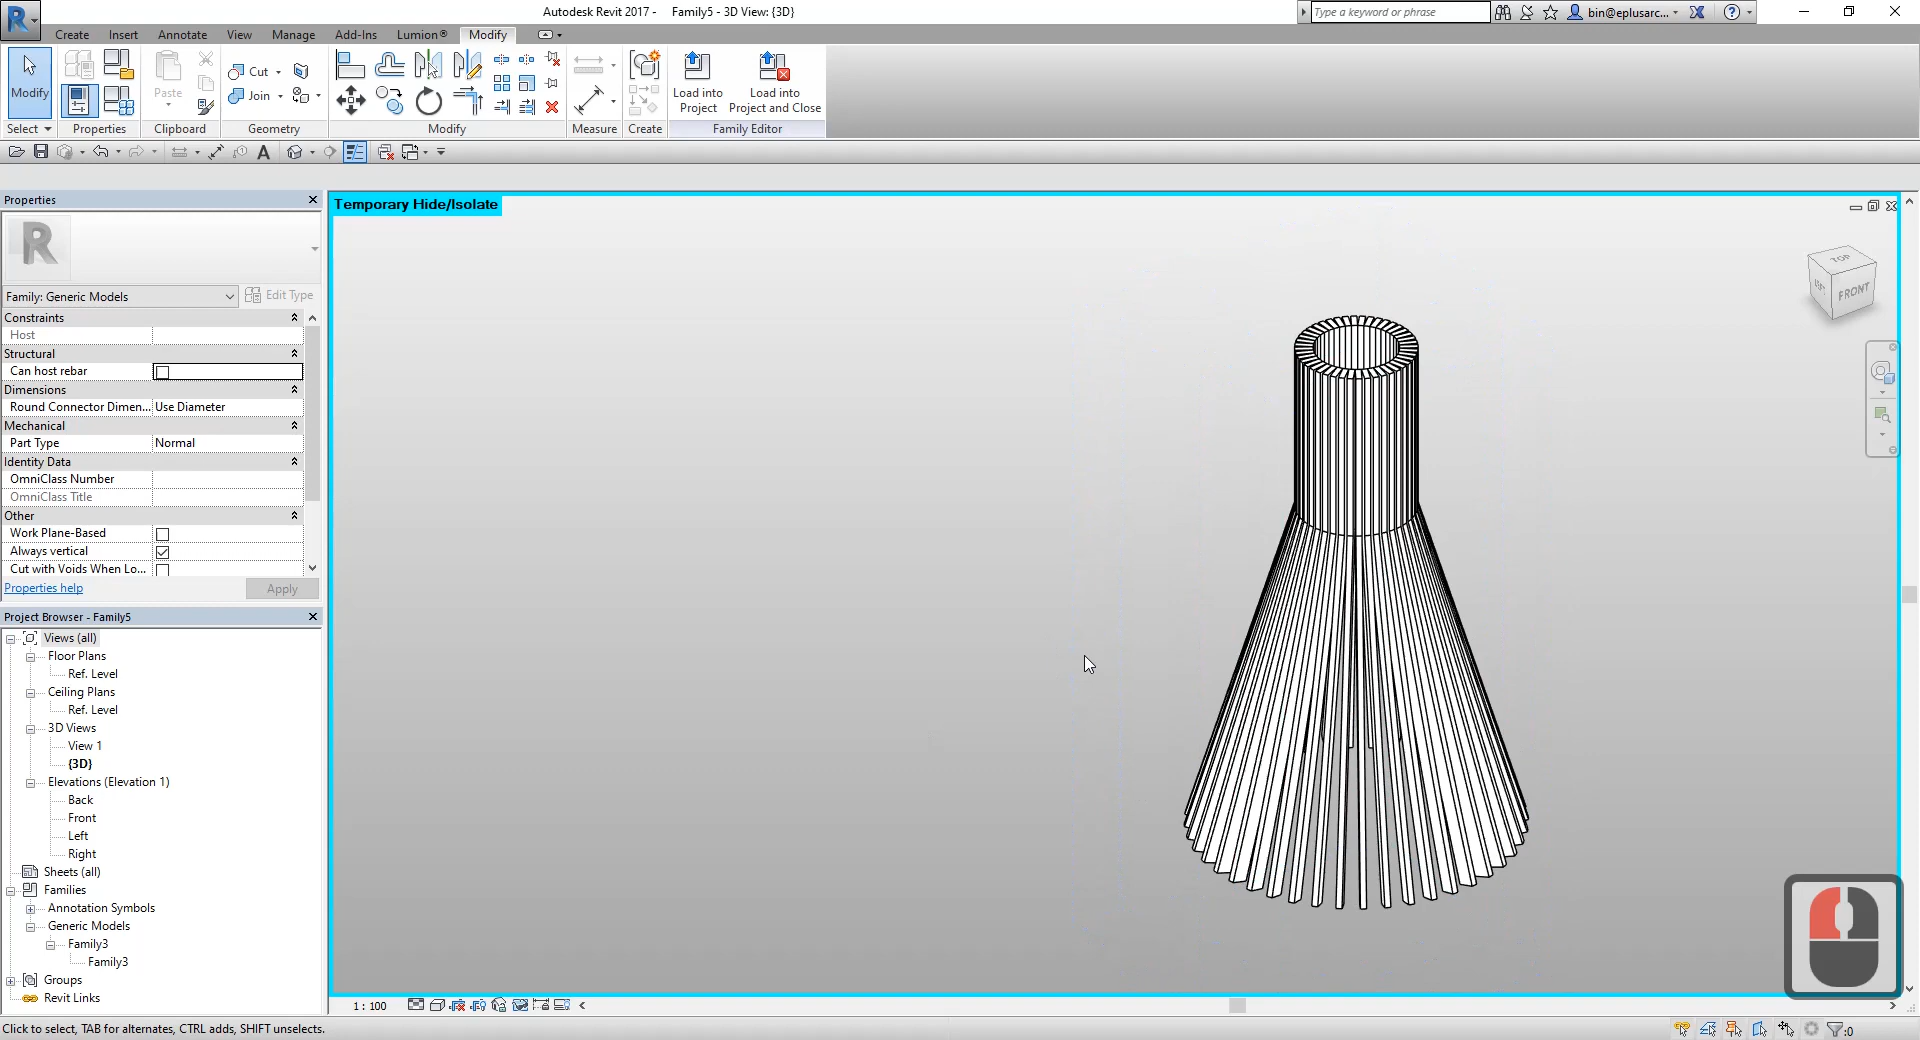 Autodesk Revit 2017 -     Family5 - 3D View: {3D}
Type a keyword or phrase
bin@eplusarc...
Create Insert Annotate View Manage Add-Ins Lumion® Modify
Modify
Paste
Cut
Join
Load into Project
Load into Project and Close
Select Properties Clipboard Geometry Modify Measure Create Family Editor
Properties
Family: Generic Models
Edit Type
Constraints
Host
Structural
Can host rebar
Dimensions
Round Connector Dimen... Use Diameter
Mechanical
Part Type Normal
Identity Data
OmniClass Number
OmniClass Title
Other
Work Plane-Based
Always vertical
Cut with Voids When Lo...
Properties help
Apply
Project Browser - Family5
Views (all)
Floor Plans
Ref. Level
Ceiling Plans
Ref. Level
3D Views
View 1
{3D}
Elevations (Elevation 1)
Back
Front
Left
Right
Sheets (all)
Families
Annotation Symbols
Generic Models
Family3
Family3
Groups
Revit Links
Temporary Hide/Isolate
TOP
FRONT
1 : 100
Click to select, TAB for alternates, CTRL adds, SHIFT unselects.
:0